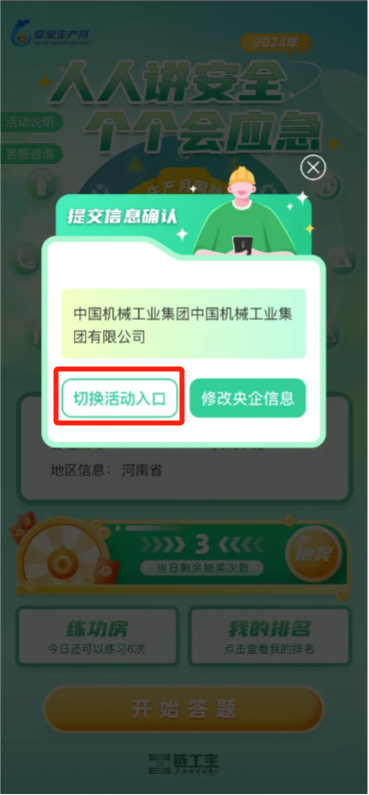 安全生产月
2024年
人人讲安全
个个会应急
活动说明
客服咨询
提交信息确认
中国机械工业集团中国机械工业集
团有限公司
切换活动入口
修改央企信息
地区信息： 河南省
3
抽奖
当日剩余抽奖次数
练功房
今日还可以练习6次
我的排名
点击查看我的排名
开始答题
链工宝